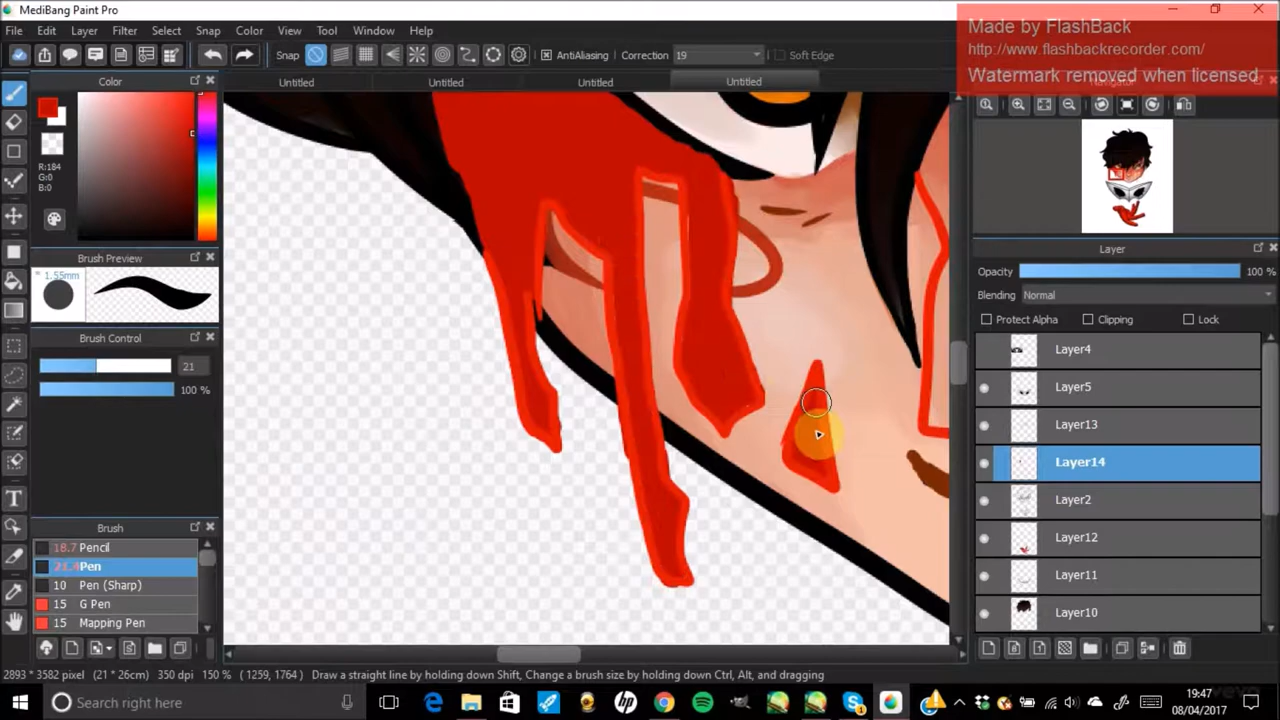 MediBang Paint Pro
File Edit Layer Filter Select Snap Color View Tool Window Help
Made by FlashBack
http://www.flashbackrecorder.com/
Watermark removed when licensed
Snap AntiAliasing Correction 19 Soft Edge
Color Untitled Untitled Untitled Untitled
R:184
G:0
B:0
Brush Preview
1.55mm
Brush Control
21
100 %
Layer
Opacity 100 %
Blending Normal
Protect Alpha Clipping Lock
Layer4
Layer5
Layer13
Layer14
Layer2
Layer12
Layer11
Layer10
Brush
18.7 Pencil
21.4 Pen
10 Pen (Sharp)
15 G Pen
15 Mapping Pen
2893 * 3582 pixel (21 * 26cm) 350 dpi 150 % ( 1259, 1764 ) Draw a straight line by holding down Shift, Change a brush size by holding down Ctrl, Alt, and dragging
Search here
19:47
08/04/2017